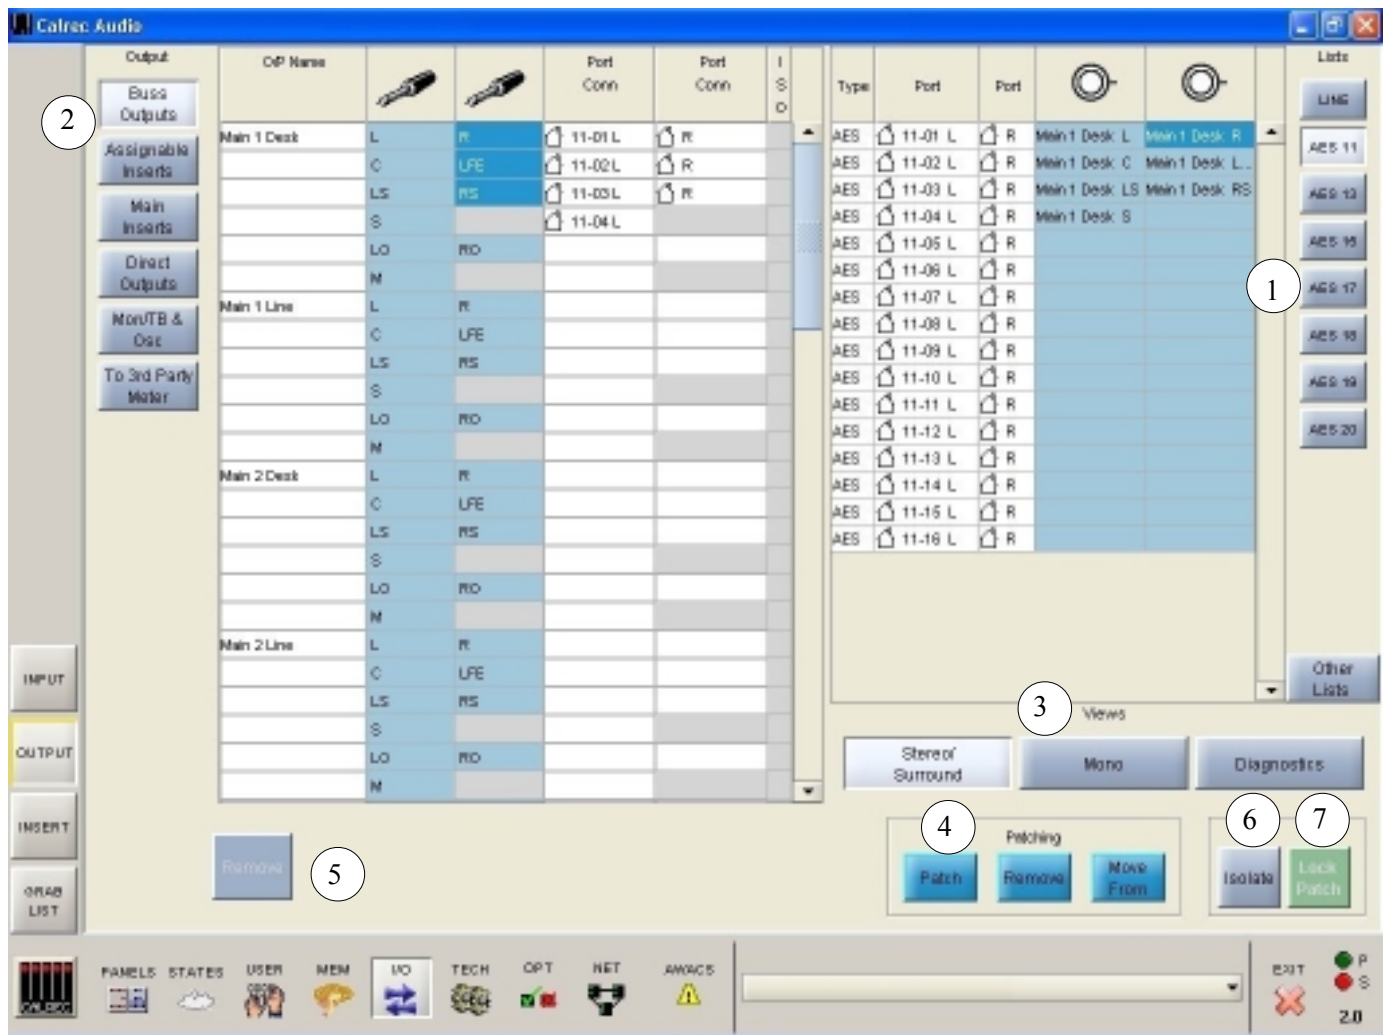 Calrec Audio
Output
2
Buss
Outputs
Assignable
Inserts
Main
Inserts
Direct
Outputs
Mon/TB &
Osc
To 3rd Party
Meter
O/P Name Port
Conn Port
Conn I
S
O
Main 1 Desk L R 11-01 L R
C LFE 11-02 L R
LS RS 11-03 L R
S 11-04 L
LO RO
M
Main 1 Line L R
C LFE
LS RS
S
LO RO
M
Main 2 Desk L R
C LFE
LS RS
S
LO RO
M
Main 2 Line L R
C LFE
LS RS
S
LO RO
M
Type Port Port
AES 11-01 L R Main 1 Desk L Main 1 Desk R
AES 11-02 L R Main 1 Desk C Main 1 Desk L...
AES 11-03 L R Main 1 Desk LS Main 1 Desk RS
AES 11-04 L R Main 1 Desk S
AES 11-05 L R
AES 11-06 L R
AES 11-07 L R
AES 11-08 L R
AES 11-09 L R
AES 11-10 L R
AES 11-11 L R
AES 11-12 L R
AES 11-13 L R
AES 11-14 L R
AES 11-15 L R
AES 11-16 L R
Lists
LINE
AES 11
AES 13
AES 16
1
AES 17
AES 18
AES 19
AES 20
Other
Lists
3
Views
Stereo/
Surround
Mono
Diagnostics
4
Patching
Patch
Remove
Move
From
6
Isolate
7
Lock
Patch
Remove
5
INPUT
OUTPUT
INSERT
GRAB
LIST
CALREC
PANELS STATES USER MEM I/O TECH OPT NET AWACS EXIT P
S
2.0